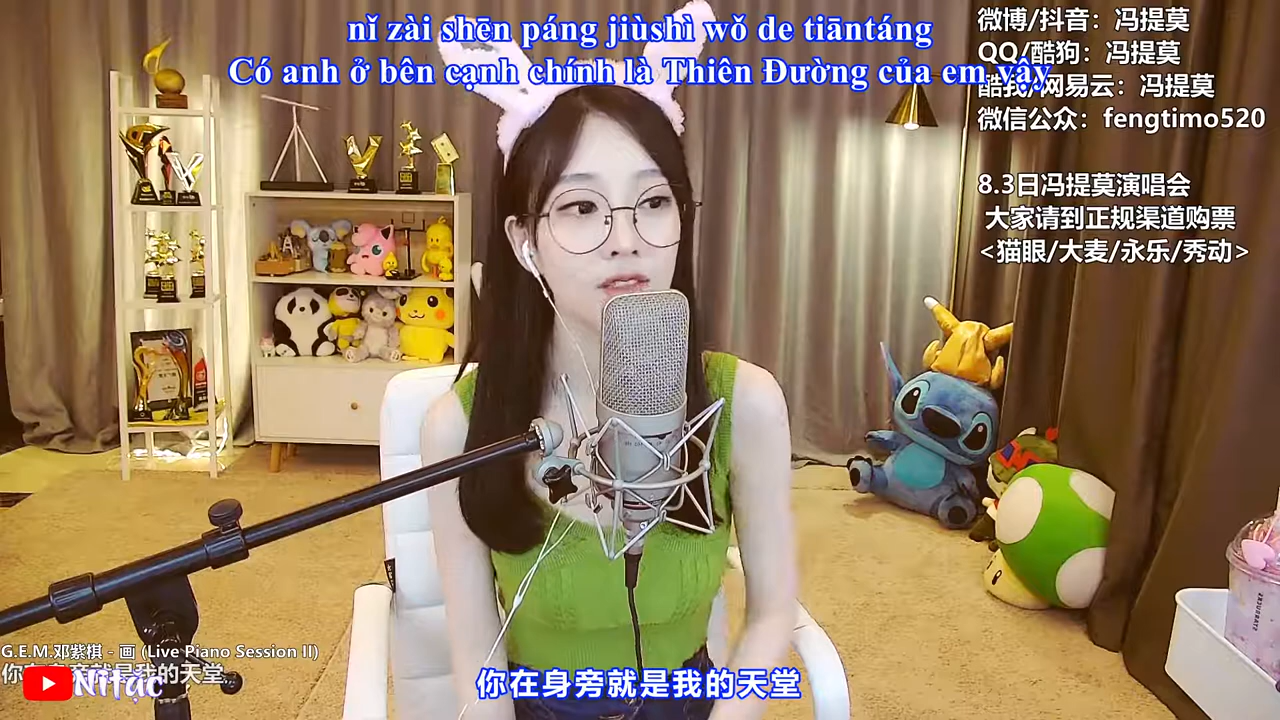 nǐ zài shēn páng jiùshì wǒ de tiāntáng
Có anh ở bên cạnh chính là Thiên Đường của em vậy
微博/抖音：冯提莫
QQ/酷狗：冯提莫
酷我/网易云：冯提莫
微信公众：fengtimo520
8.3日冯提莫演唱会
大家请到正规渠道购票
<猫眼/大麦/永乐/秀动>
G.E.M.邓紫棋 - 画 (Live Piano Session II)
你在身旁就是我的天堂
NiTạc
你在身旁就是我的天堂